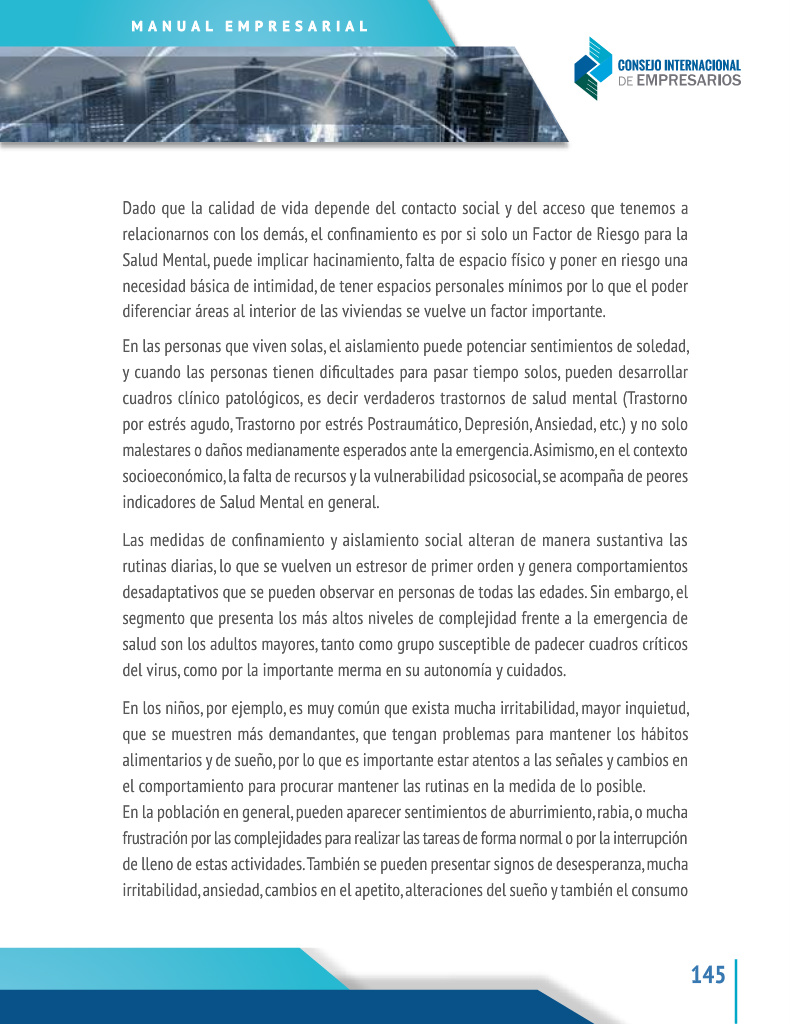 MANUAL EMPRESARIAL
CONSEJO INTERNACIONAL
DE EMPRESARIOS
Dado que la calidad de vida depende del contacto social y del acceso que tenemos a
relacionarnos con los demás, el confinamiento es por si solo un Factor de Riesgo para la
Salud Mental, puede implicar hacinamiento, falta de espacio físico y poner en riesgo una
necesidad básica de intimidad, de tener espacios personales mínimos por lo que el poder
diferenciar áreas al interior de las viviendas se vuelve un factor importante.
En las personas que viven solas, el aislamiento puede potenciar sentimientos de soledad,
y cuando las personas tienen dificultades para pasar tiempo solos, pueden desarrollar
cuadros clínico patológicos, es decir verdaderos trastornos de salud mental (Trastorno
por estrés agudo, Trastorno por estrés Postraumático, Depresión, Ansiedad, etc.) y no solo
malestares o daños medianamente esperados ante la emergencia. Asimismo, en el contexto
socioeconómico, la falta de recursos y la vulnerabilidad psicosocial, se acompaña de peores
indicadores de Salud Mental en general.
Las medidas de confinamiento y aislamiento social alteran de manera sustantiva las
rutinas diarias, lo que se vuelven un estresor de primer orden y genera comportamientos
desadaptativos que se pueden observar en personas de todas las edades. Sin embargo, el
segmento que presenta los más altos niveles de complejidad frente a la emergencia de
salud son los adultos mayores, tanto como grupo susceptible de padecer cuadros críticos
del virus, como por la importante merma en su autonomía y cuidados.
En los niños, por ejemplo, es muy común que exista mucha irritabilidad, mayor inquietud,
que se muestren más demandantes, que tengan problemas para mantener los hábitos
alimentarios y de sueño, por lo que es importante estar atentos a las señales y cambios en
el comportamiento para procurar mantener las rutinas en la medida de lo posible.
En la población en general, pueden aparecer sentimientos de aburrimiento, rabia, o mucha
frustración por las complejidades para realizar las tareas de forma normal o por la interrupción
de lleno de estas actividades. También se pueden presentar signos de desesperanza, mucha
irritabilidad, ansiedad, cambios en el apetito, alteraciones del sueño y también el consumo
145